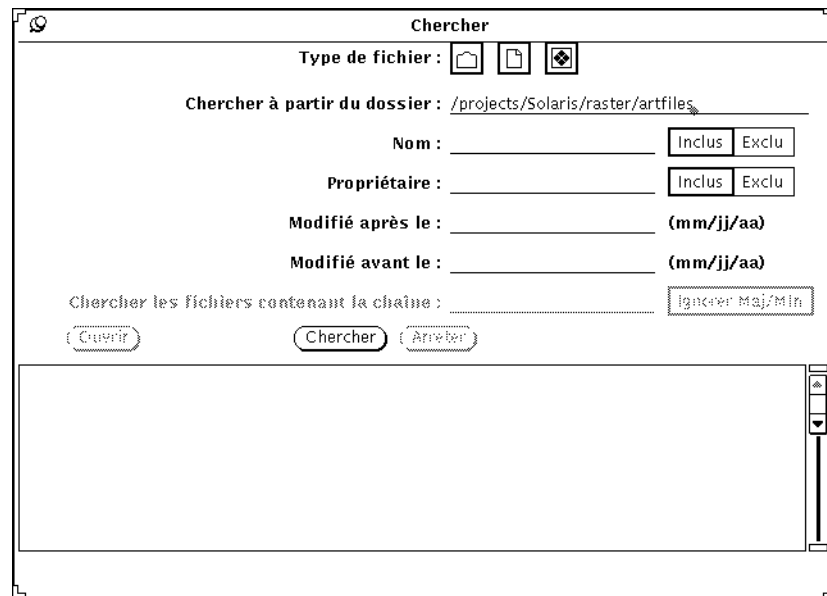 Chercher
Type de fichier :
Chercher à partir du dossier : /projects/Solaris/raster/artfiles
Nom : Inclus Exclu
Propriétaire : Inclus Exclu
Modifié après le : (mm/jj/aa)
Modifié avant le : (mm/jj/aa)
Chercher les fichiers contenant la chaîne : Ignorer Maj/Min
Ouvrir Chercher Arrêter